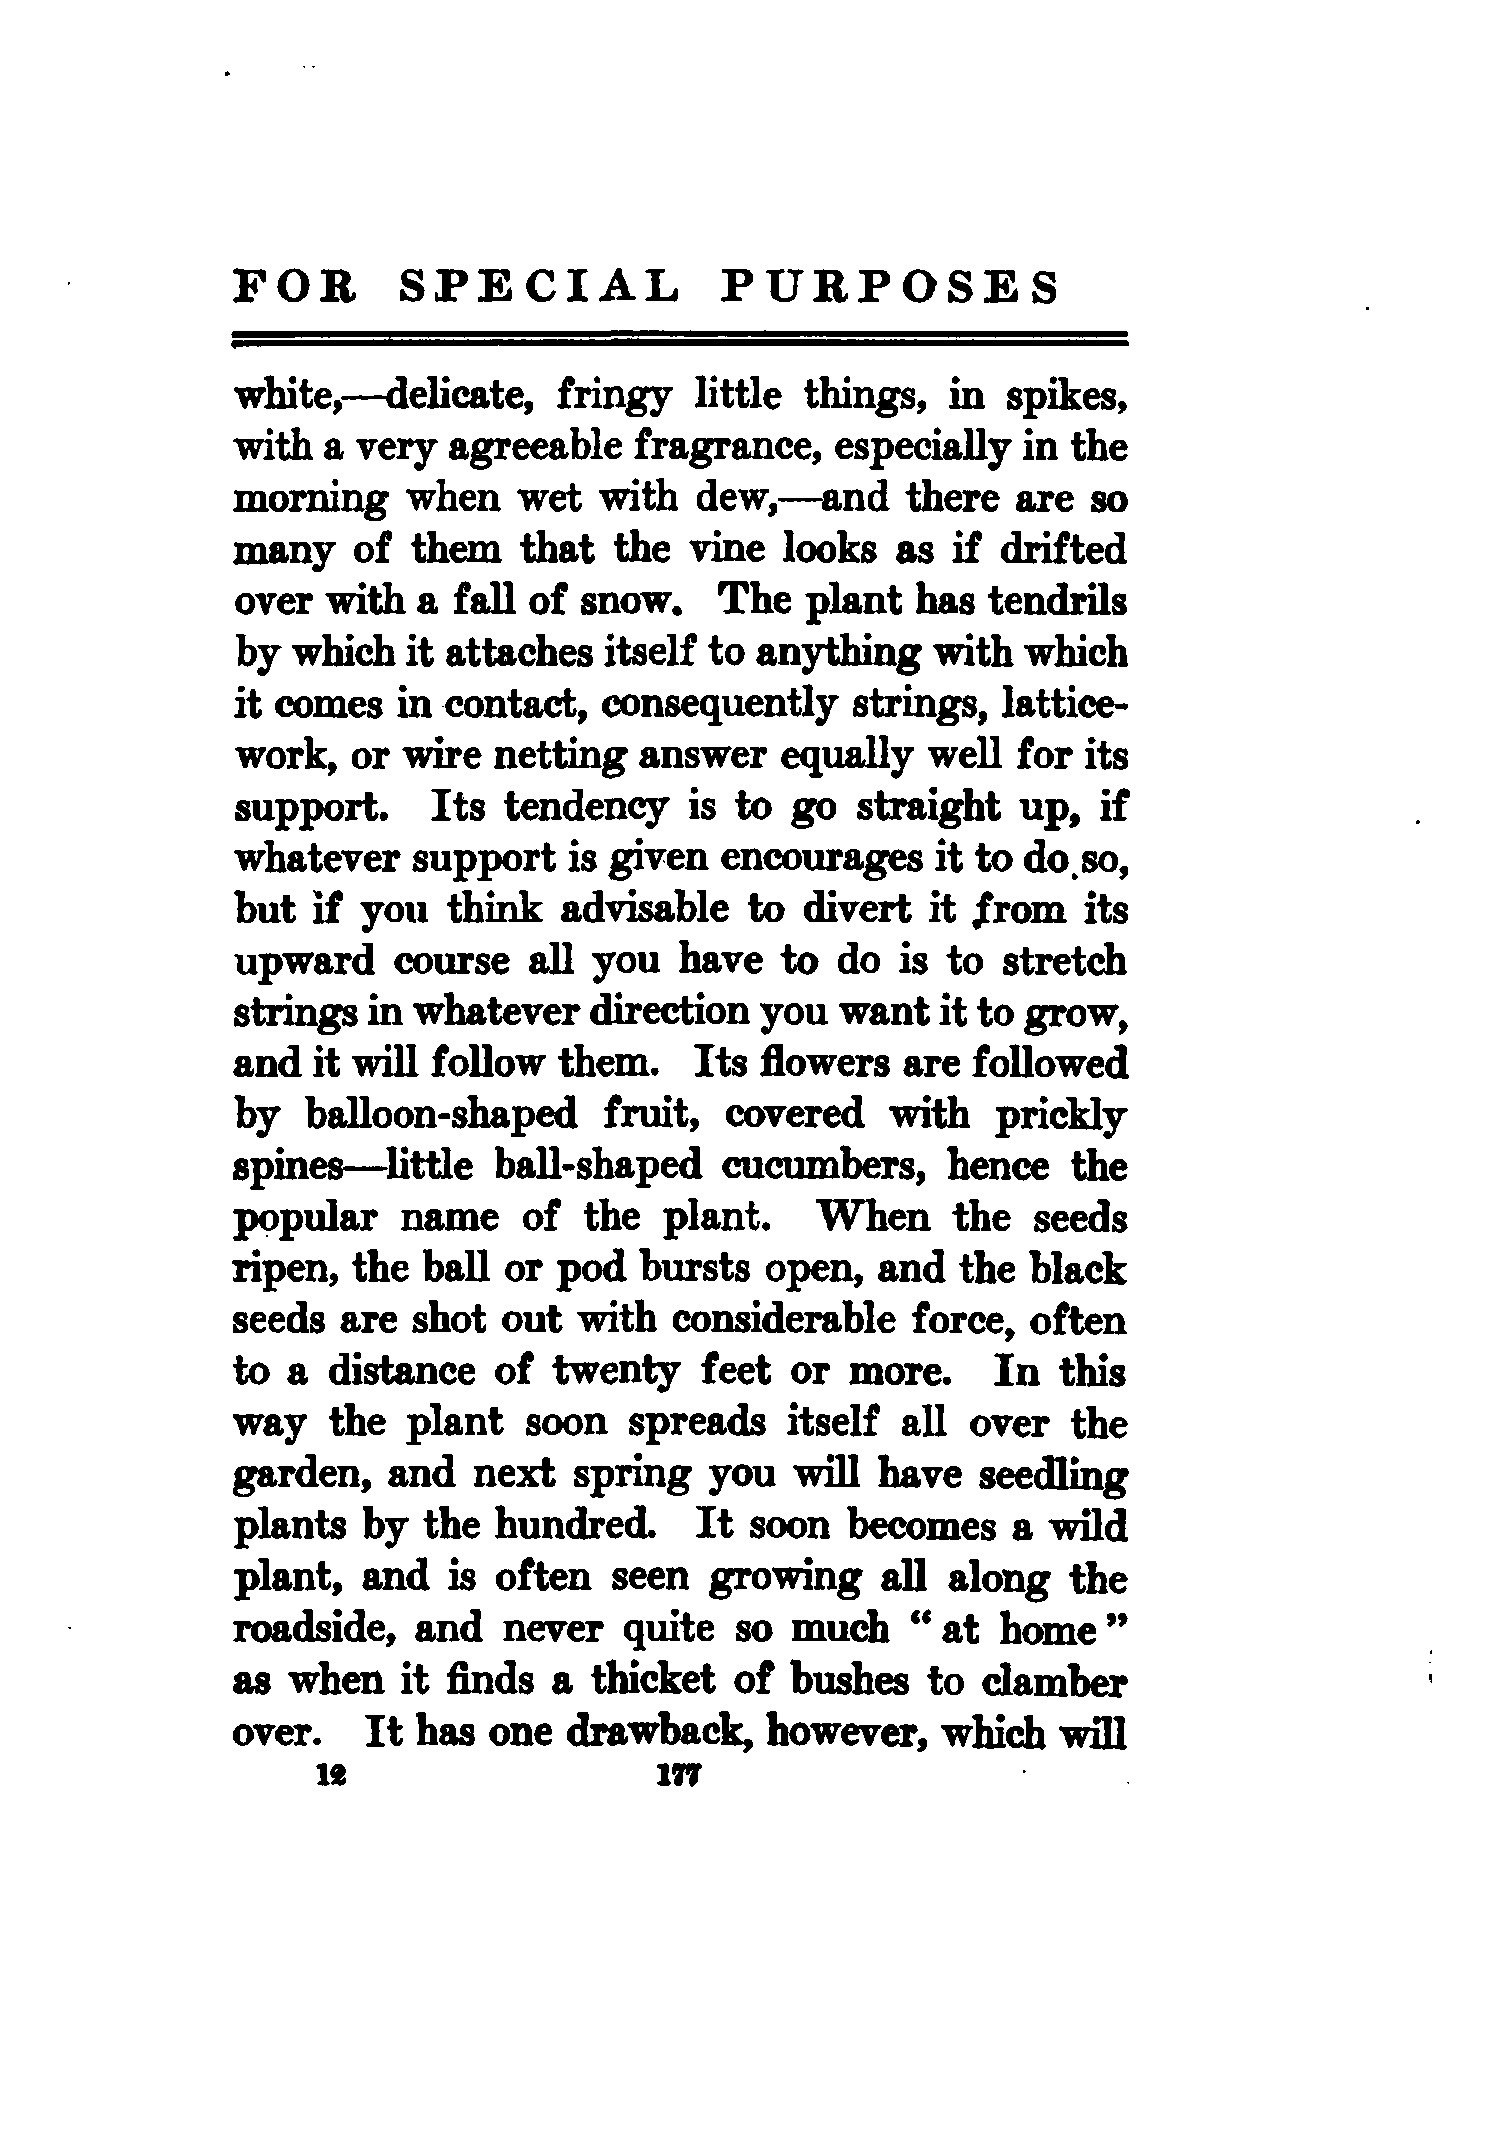 FOR SPECIAL PURPOSES
white,—delicate, fringy little things, in spikes,
with a very agreeable fragrance, especially in the
morning when wet with dew,—and there are so
many of them that the vine looks as if drifted
over with a fall of snow. The plant has tendrils
by which it attaches itself to anything with which
it comes in contact, consequently strings, lattice-
work, or wire netting answer equally well for its
support. Its tendency is to go straight up, if
whatever support is given encourages it to do so,
but if you think advisable to divert it from its
upward course all you have to do is to stretch
strings in whatever direction you want it to grow,
and it will follow them. Its flowers are followed
by balloon-shaped fruit, covered with prickly
spines—little ball-shaped cucumbers, hence the
popular name of the plant. When the seeds
ripen, the ball or pod bursts open, and the black
seeds are shot out with considerable force, often
to a distance of twenty feet or more. In this
way the plant soon spreads itself all over the
garden, and next spring you will have seedling
plants by the hundred. It soon becomes a wild
plant, and is often seen growing all along the
roadside, and never quite so much “at home”
as when it finds a thicket of bushes to clamber
over. It has one drawback, however, which will
12 177